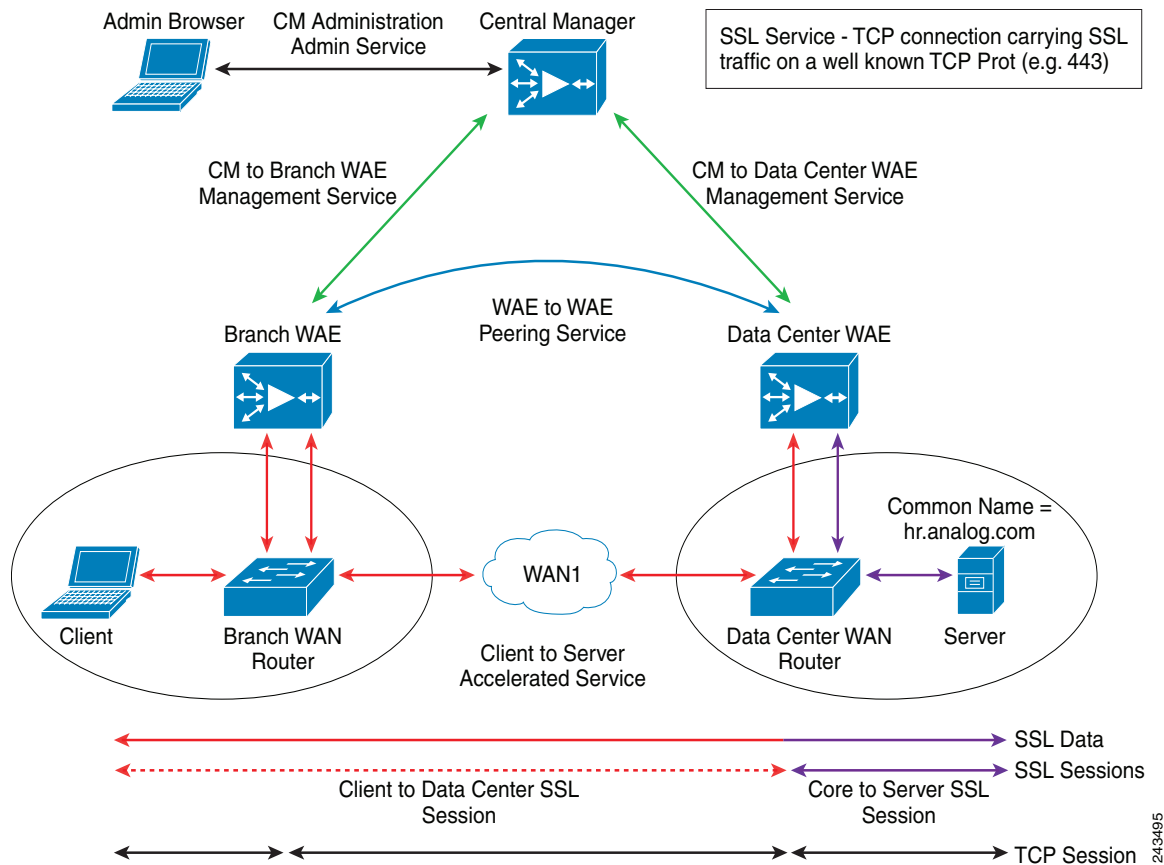 Admin Browser
CM Administration
Admin Service
Central Manager
SSL Service - TCP connection carrying SSL
traffic on a well known TCP Prot (e.g. 443)
CM to Branch WAE
Management Service
CM to Data Center WAE
Management Service
WAE to WAE
Peering Service
Branch WAE
Data Center WAE
Common Name =
hr.analog.com
WAN1
Client
Branch WAN
Router
Client to Server
Accelerated Service
Data Center WAN
Router
Server
SSL Data
SSL Sessions
Client to Data Center SSL
Session
Core to Server SSL
Session
TCP Session
243495